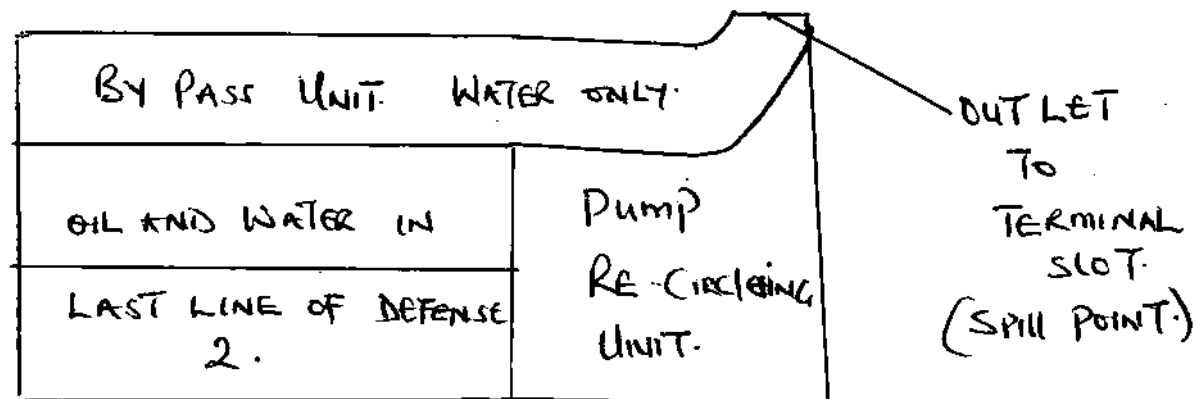 BY PASS UNIT. WATER ONLY.
OIL AND WATER IN
LAST LINE OF DEFENSE
2.
PUMP
RE-CIRCLEING
UNIT.
OUTLET
TO
TERMINAL
SLOT.
(SPILL POINT.)